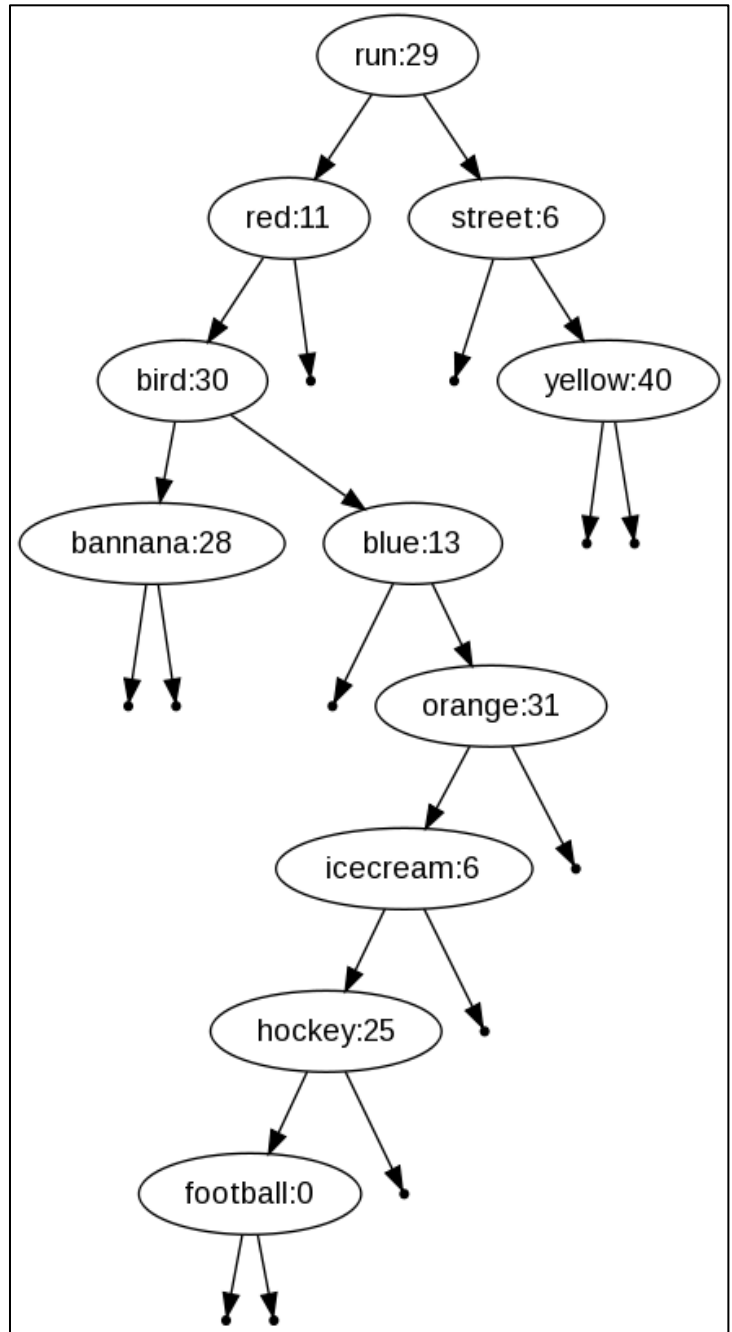 run:29
red:11
street:6
bird:30
yellow:40
bannana:28
blue:13
orange:31
icecream:6
hockey:25
football:0